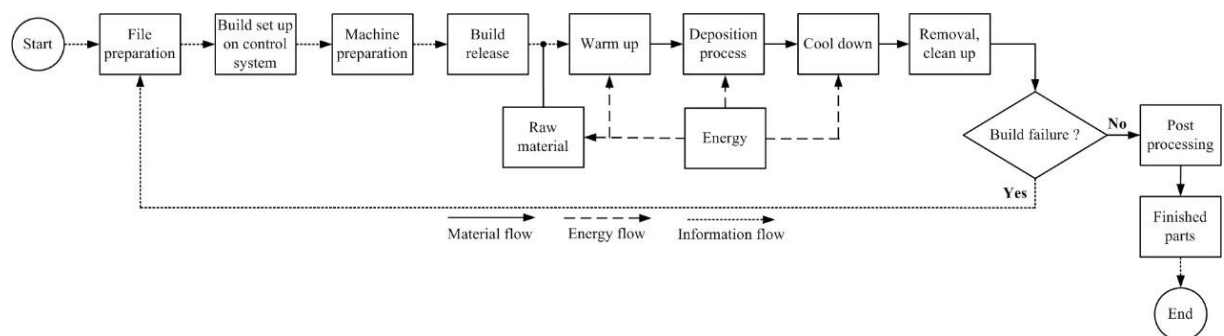 Start
File
preparation
Build set up
on control
system
Machine
preparation
Build
release
Warm up
Deposition
process
Cool down
Removal,
clean up
Raw
material
Energy
Build failure ?
No
Post
processing
Yes
Material flow
Energy flow
Information flow
Finished
parts
End